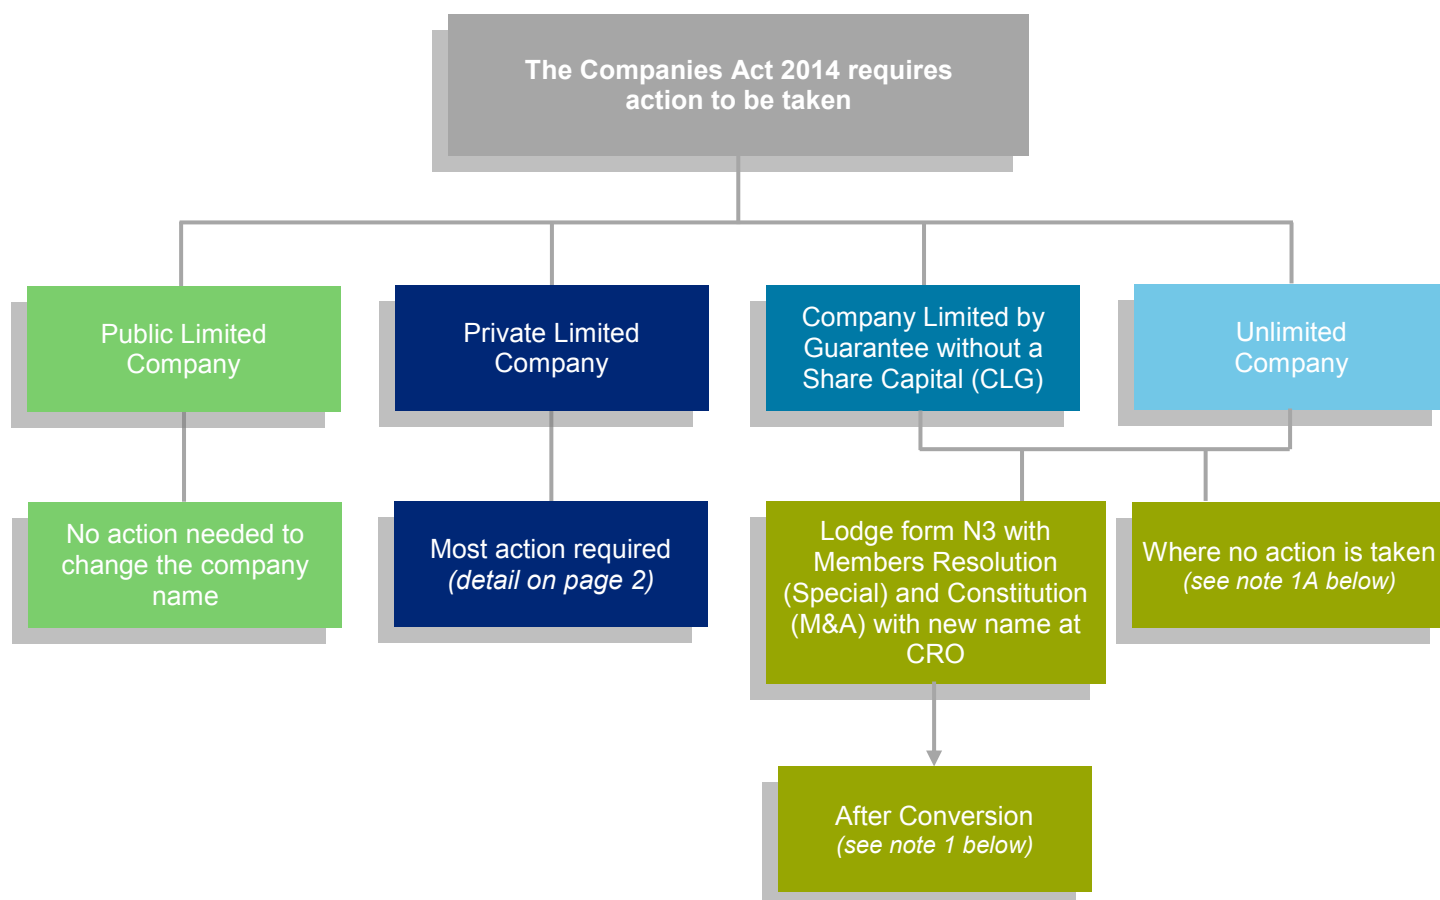 The Companies Act 2014 requires
action to be taken
Public Limited
Company
Private Limited
Company
Company Limited by
Guarantee without a
Share Capital (CLG)
Unlimited
Company
No action needed to
change the company
name
Most action required
(detail on page 2)
Lodge form N3 with
Members Resolution
(Special) and Constitution
(M&A) with new name at
CRO
Where no action is taken
(see note 1A below)
After Conversion
(see note 1 below)